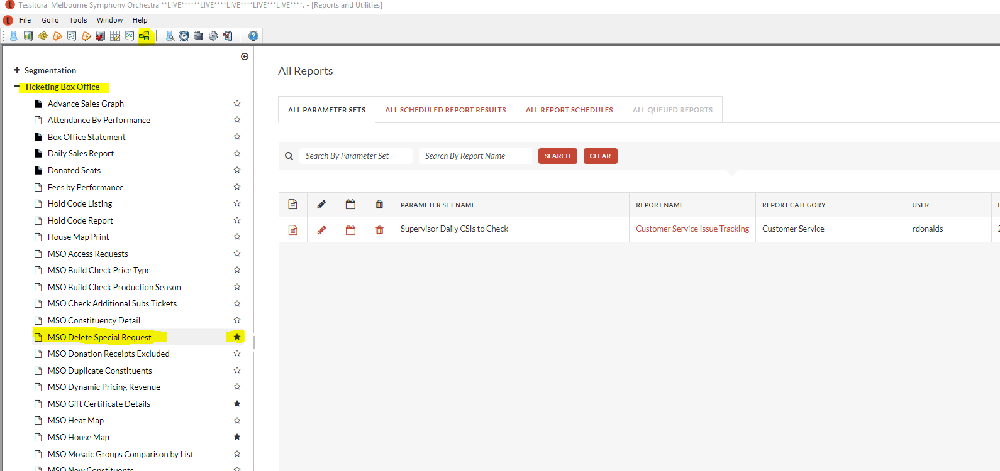 Tessitura Melbourne Symphony Orchestra **LIVE******LIVE****LIVE****LIVE***LIVE****. - [Reports and Utilities]
File GoTo Tools Window Help
Segmentation
Ticketing Box Office
Advance Sales Graph
Attendance By Performance
Box Office Statement
Daily Sales Report
Donated Seats
Fees by Performance
Hold Code Listing
Hold Code Report
House Map Print
MSO Access Requests
MSO Build Check Price Type
MSO Build Check Production Season
MSO Check Additional Subs Tickets
MSO Constituency Detail
MSO Delete Special Request
MSO Donation Receipts Excluded
MSO Duplicate Constituents
MSO Dynamic Pricing Revenue
MSO Gift Certificate Details
MSO Heat Map
MSO House Map
MSO Mosaic Groups Comparison by List
MSO New Constituents
All Reports
ALL PARAMETER SETS ALL SCHEDULED REPORT RESULTS ALL REPORT SCHEDULES ALL QUEUED REPORTS
Search By Parameter Set Search By Report Name SEARCH CLEAR
PARAMETER SET NAME REPORT NAME REPORT CATEGORY USER
Supervisor Daily CSIs to Check Customer Service Issue Tracking Customer Service rdonalds